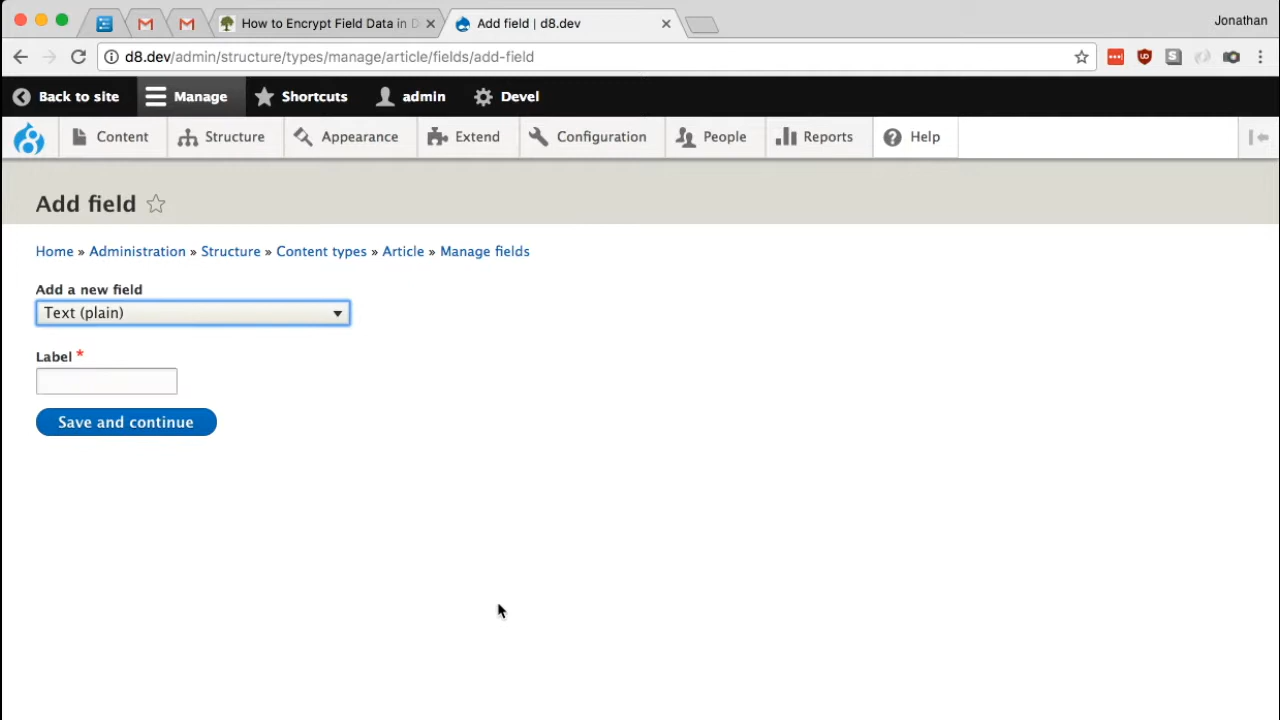 How to Encrypt Field Data in D
Add field | d8.dev
Jonathan
d8.dev/admin/structure/types/manage/article/fields/add-field
Back to site
Manage
Shortcuts
admin
Devel
Content
Structure
Appearance
Extend
Configuration
People
Reports
Help
Add field
Home » Administration » Structure » Content types » Article » Manage fields
Add a new field
Text (plain)
Label *
Save and continue